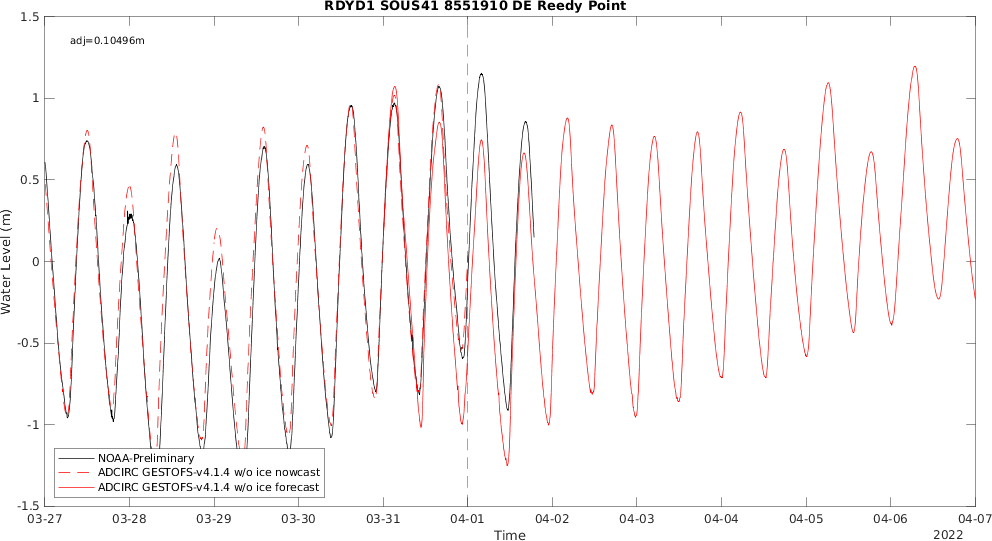 RDYD1 SOUS41 8551910 DE Reedy Point
adj=0.10496m
Water Level (m)
1.5
1
0.5
0
-0.5
-1
-1.5
NOAA-Preliminary
ADCIRC GESTOFS-v4.1.4 w/o ice nowcast
ADCIRC GESTOFS-v4.1.4 w/o ice forecast
03-27 03-28 03-29 03-30 03-31 04-01 04-02 04-03 04-04 04-05 04-06 04-07
Time
2022